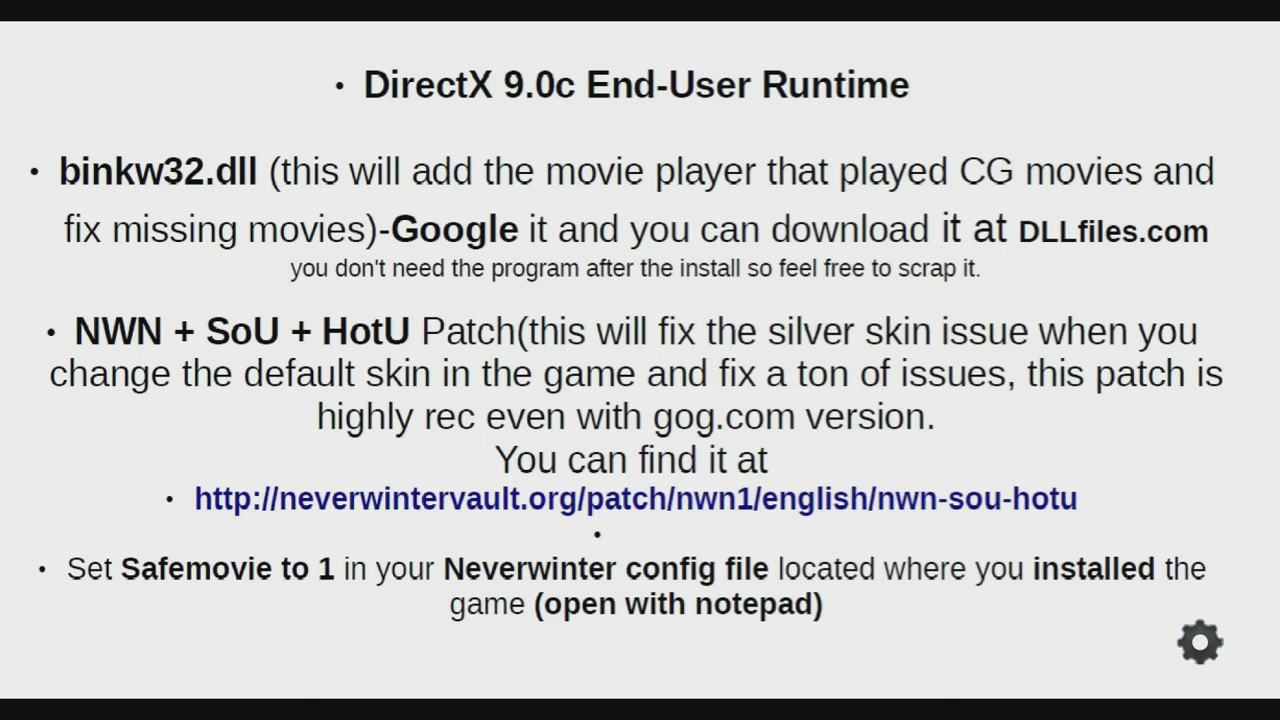 • DirectX 9.0c End-User Runtime
• binkw32.dll (this will add the movie player that played CG movies and
fix missing movies)-Google it and you can download it at DLLfiles.com
you don't need the program after the install so feel free to scrap it.
• NWN + SoU + HotU Patch(this will fix the silver skin issue when you
change the default skin in the game and fix a ton of issues, this patch is
highly rec even with gog.com version.
You can find it at
• http://neverwintervault.org/patch/nwn1/english/nwn-sou-hotu
•
• Set Safemovie to 1 in your Neverwinter config file located where you installed the
game (open with notepad)